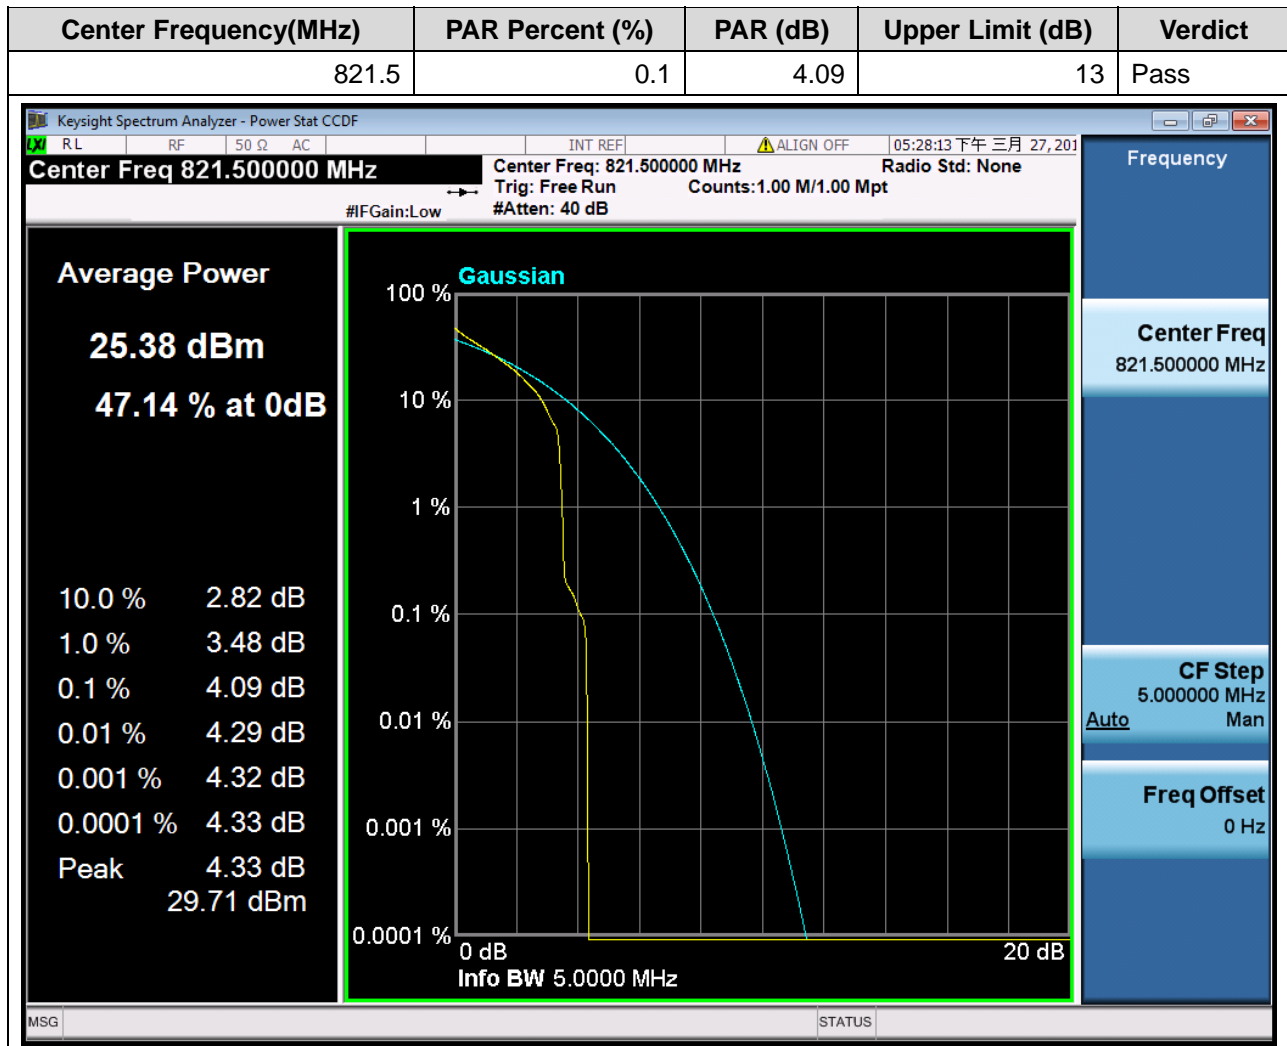 Center Frequency(MHz) PAR Percent (%) PAR (dB) Upper Limit (dB) Verdict
821.5 0.1 4.09 13 Pass
Keysight Spectrum Analyzer - Power Stat CCDF
LXI RL RF 50 Ω AC INT REF ALIGN OFF 05:28:13 下午 三月 27, 201
Center Freq 821.500000 MHz
Center Freq: 821.500000 MHz Radio Std: None
Trig: Free Run Counts:1.00 M/1.00 Mpt
#IFGain:Low #Atten: 40 dB
Average Power
25.38 dBm
47.14 % at 0dB
10.0 % 2.82 dB
1.0 % 3.48 dB
0.1 % 4.09 dB
0.01 % 4.29 dB
0.001 % 4.32 dB
0.0001 % 4.33 dB
Peak 4.33 dB
29.71 dBm
Gaussian
100 %
10 %
1 %
0.1 %
0.01 %
0.001 %
0.0001 %
0 dB 20 dB
Info BW 5.0000 MHz
Frequency
Center Freq
821.500000 MHz
CF Step
5.000000 MHz
Auto Man
Freq Offset
0 Hz
MSG STATUS